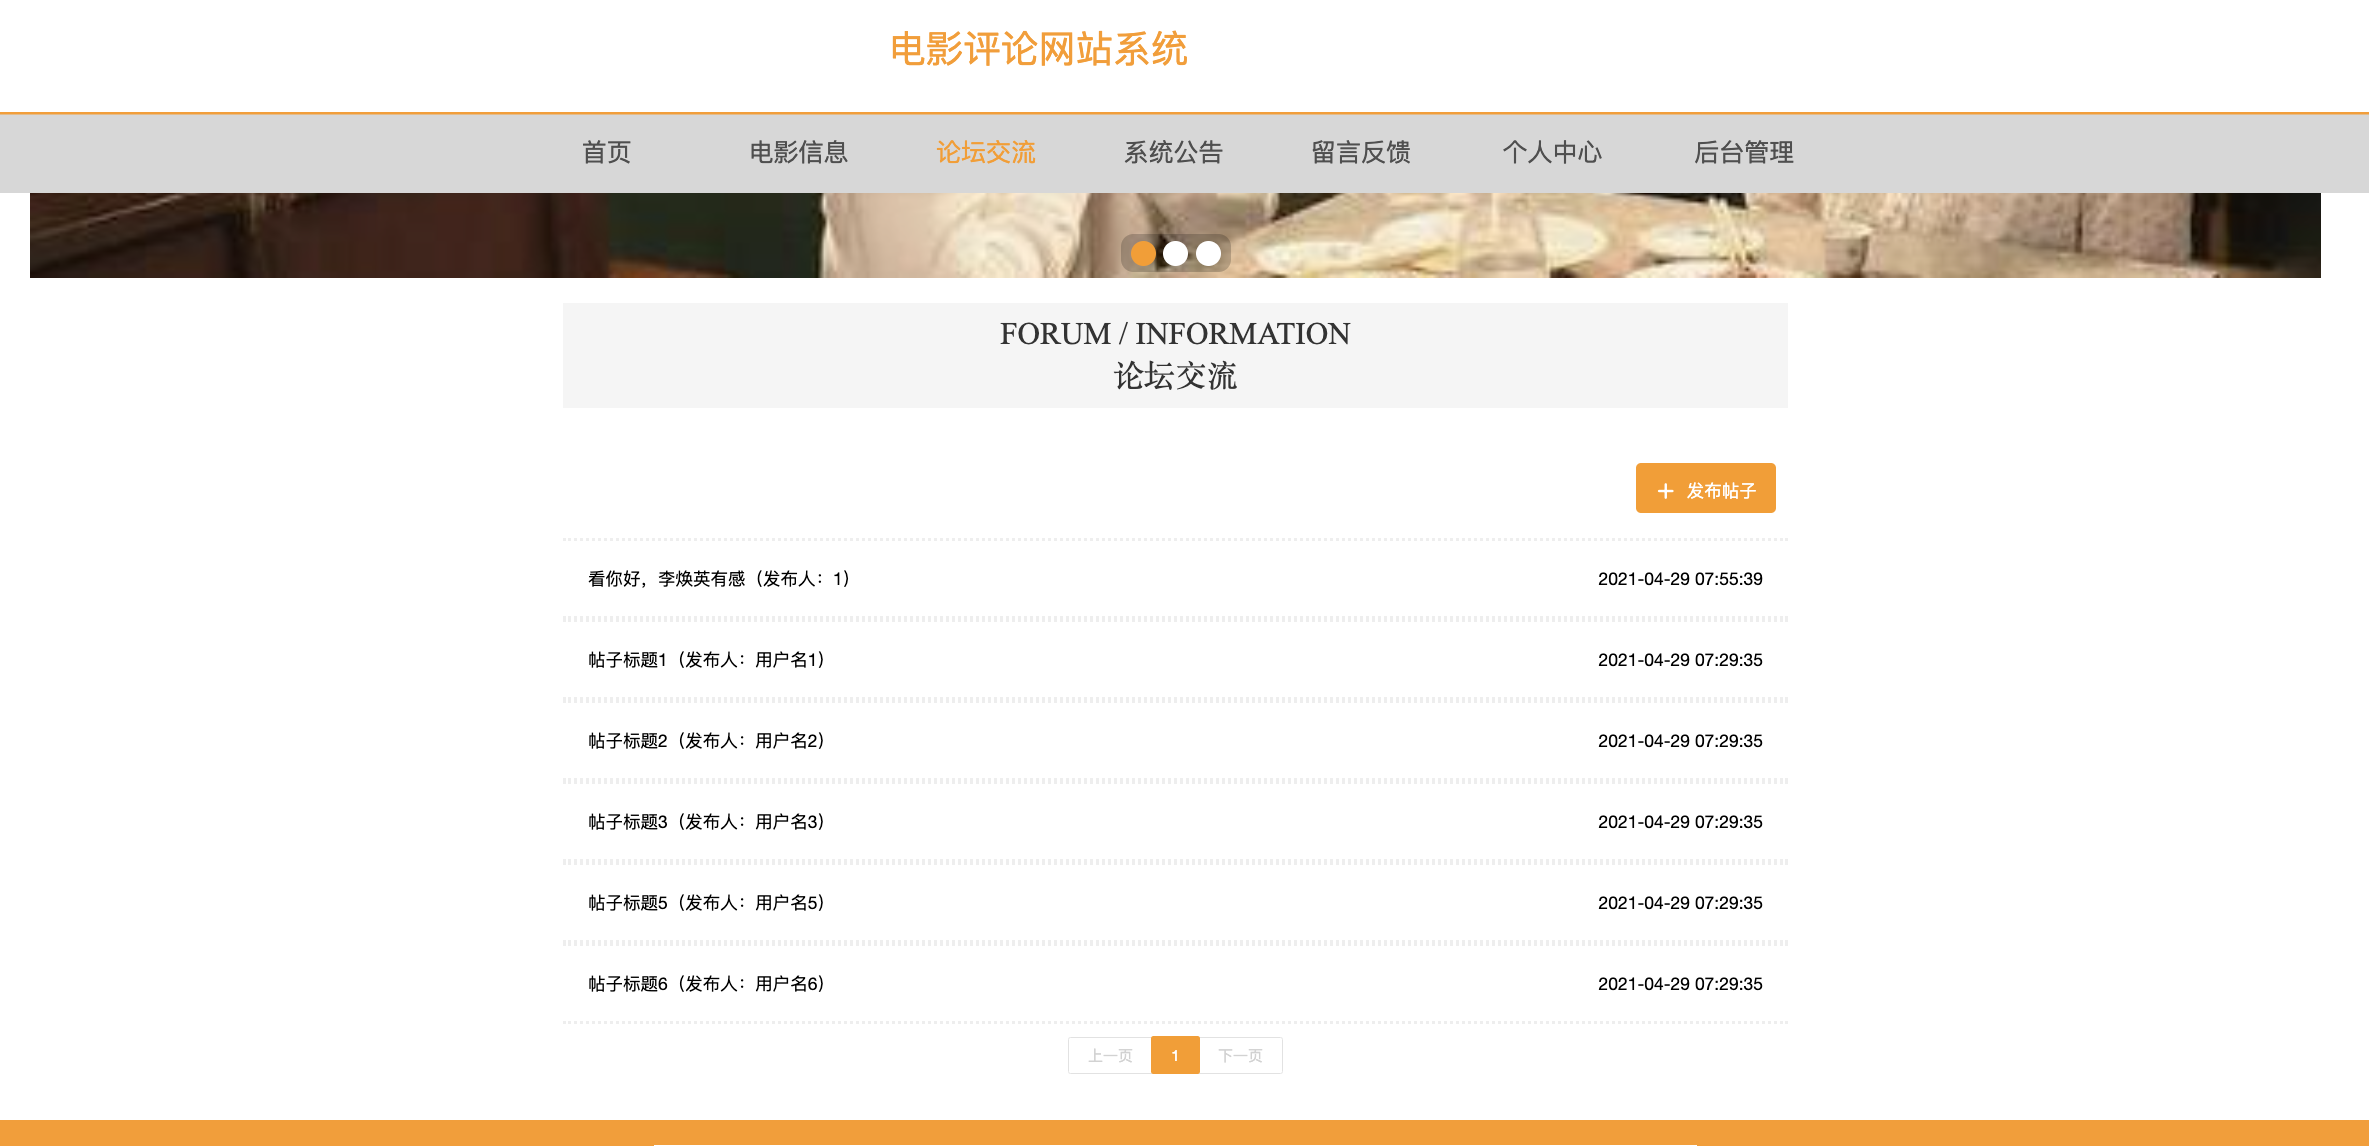 电影评论网站系统
首页 电影信息 论坛交流 系统公告 留言反馈 个人中心 后台管理
FORUM / INFORMATION
论坛交流
+ 发布帖子
看你好，李焕英有感（发布人：1） 2021-04-29 07:55:39
帖子标题1（发布人：用户名1） 2021-04-29 07:29:35
帖子标题2（发布人：用户名2） 2021-04-29 07:29:35
帖子标题3（发布人：用户名3） 2021-04-29 07:29:35
帖子标题5（发布人：用户名5） 2021-04-29 07:29:35
帖子标题6（发布人：用户名6） 2021-04-29 07:29:35
上一页 1 下一页